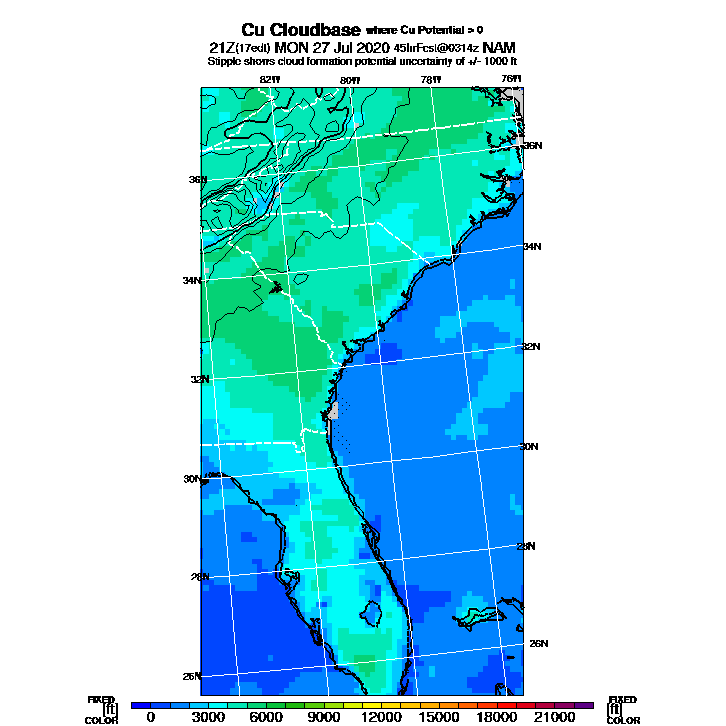 Cu Cloudbase where Cu Potential > 0
21Z(17edt) MON 27 Jul 2020 45hrFcst@0314z NAM
Stipple shows cloud formation potential uncertainty of +/- 1000 ft
82W 80W 78W 76W
36N 36N
34N 34N
32N 32N
30N 30N
28N 28N
26N 26N
FIXED [ft] COLOR
0 3000 6000 9000 12000 15000 18000 21000
FIXED [ft] COLOR